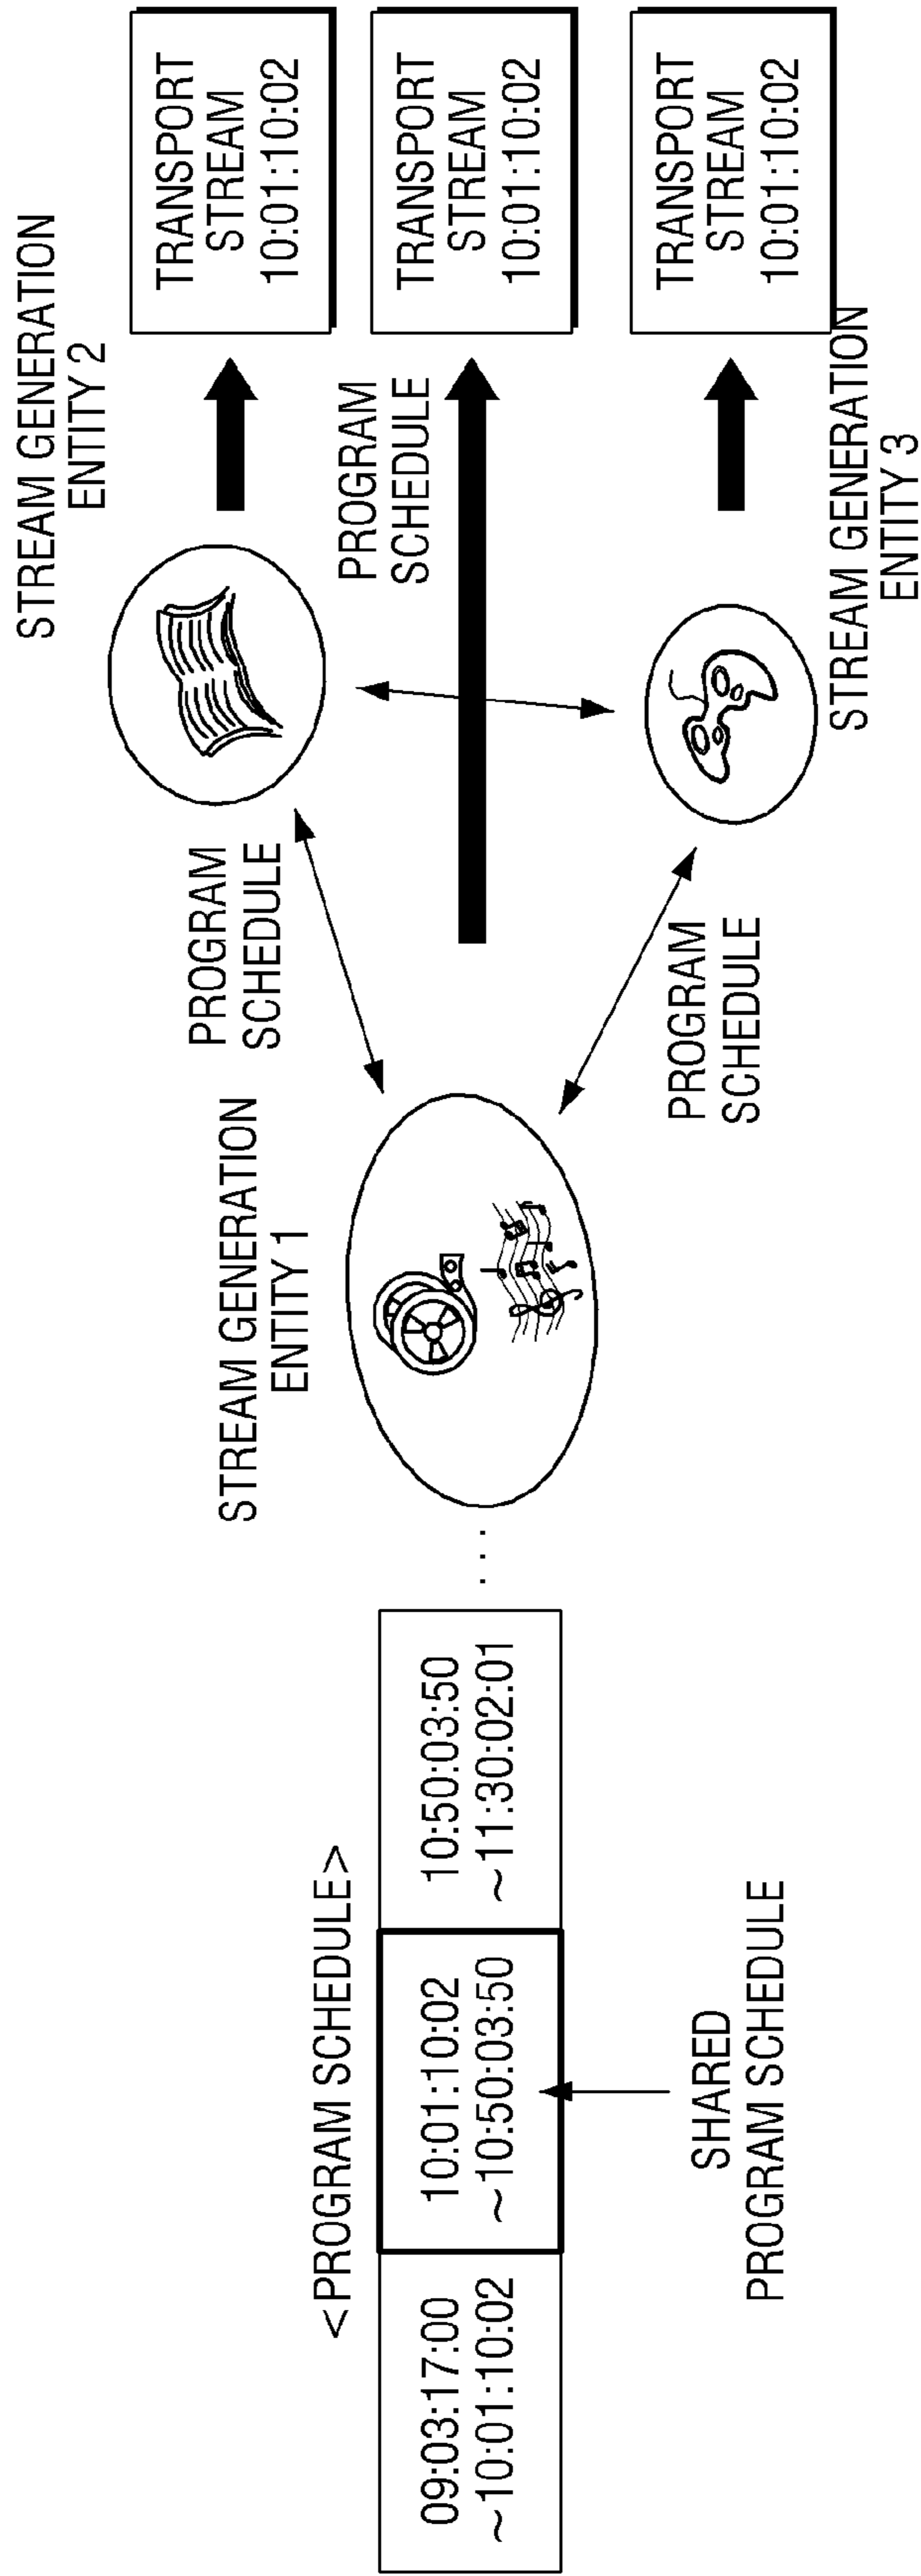 <PROGRAM SCHEDULE>
09:03:17:00
~10:01:10:02
10:01:10:02
~10:50:03:50
10:50:03:50
~11:30:02:01
. . .
SHARED
PROGRAM SCHEDULE
STREAM GENERATION
ENTITY 1
PROGRAM
SCHEDULE
PROGRAM
SCHEDULE
STREAM GENERATION
ENTITY 2
PROGRAM
SCHEDULE
STREAM GENERATION
ENTITY 3
TRANSPORT
STREAM
10:01:10:02
TRANSPORT
STREAM
10:01:10:02
TRANSPORT
STREAM
10:01:10:02